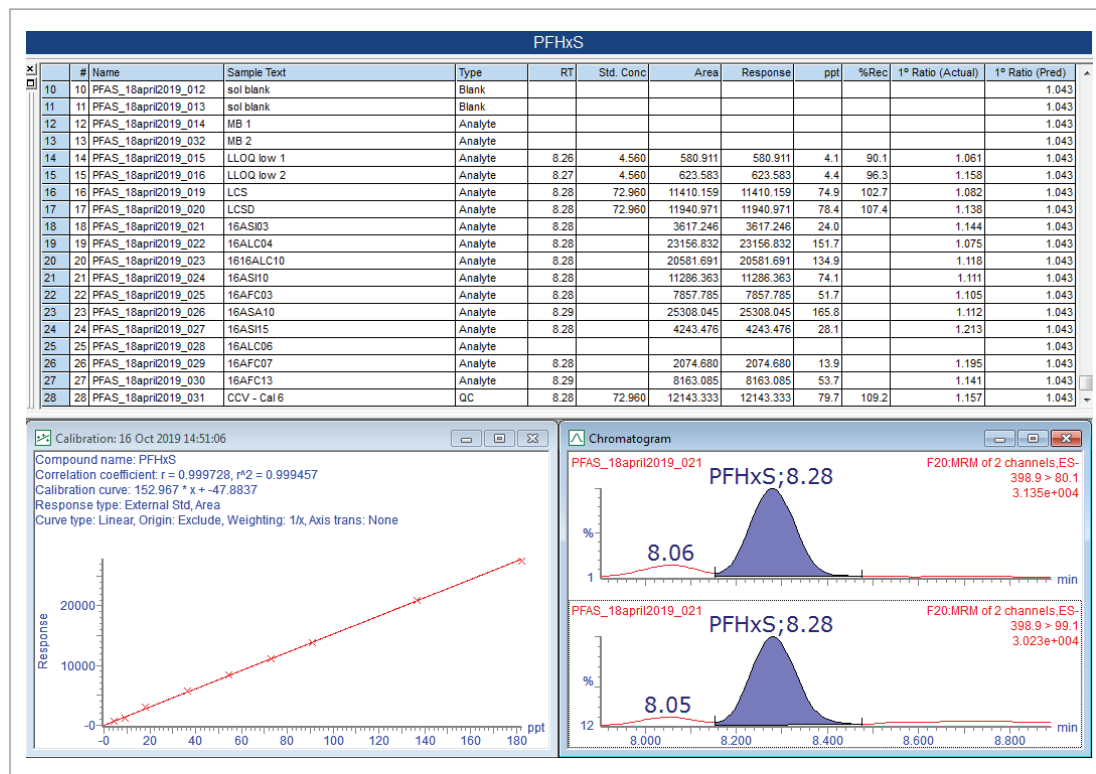 PFHxS
# Name Sample Text Type RT Std. Conc Area Response ppt %Rec 1º Ratio (Actual) 1º Ratio (Pred)
10 10 PFAS_18april2019_012 sol blank Blank 1.043
11 11 PFAS_18april2019_013 sol blank Blank 1.043
12 12 PFAS_18april2019_014 MB 1 Analyte 1.043
13 13 PFAS_18april2019_032 MB 2 Analyte 1.043
14 14 PFAS_18april2019_015 LLOQ low 1 Analyte 8.26 4.560 580.911 580.911 4.1 90.1 1.061 1.043
15 15 PFAS_18april2019_016 LLOQ low 2 Analyte 8.27 4.560 623.583 623.583 4.4 96.3 1.158 1.043
16 16 PFAS_18april2019_019 LCS Analyte 8.28 72.960 11410.159 11410.159 74.9 102.7 1.082 1.043
17 17 PFAS_18april2019_020 LCSD Analyte 8.28 72.960 11940.971 11940.971 78.4 107.4 1.138 1.043
18 18 PFAS_18april2019_021 16ASI03 Analyte 8.28 3617.246 3617.246 24.0 1.144 1.043
19 19 PFAS_18april2019_022 16ALC04 Analyte 8.28 23156.832 23156.832 151.7 1.075 1.043
20 20 PFAS_18april2019_023 1616ALC10 Analyte 8.28 20581.691 20581.691 134.9 1.118 1.043
21 21 PFAS_18april2019_024 16ASI10 Analyte 8.28 11286.363 11286.363 74.1 1.111 1.043
22 22 PFAS_18april2019_025 16AFC03 Analyte 8.28 7857.785 7857.785 51.7 1.105 1.043
23 23 PFAS_18april2019_026 16ASA10 Analyte 8.29 25308.045 25308.045 165.8 1.112 1.043
24 24 PFAS_18april2019_027 16ASI15 Analyte 8.28 4243.476 4243.476 28.1 1.213 1.043
25 25 PFAS_18april2019_028 16ALC06 Analyte 1.043
26 26 PFAS_18april2019_029 16AFC07 Analyte 8.28 2074.680 2074.680 13.9 1.195 1.043
27 27 PFAS_18april2019_030 16AFC13 Analyte 8.29 8163.085 8163.085 53.7 1.141 1.043
28 28 PFAS_18april2019_031 CCV - Cal 6 QC 8.28 72.960 12143.333 12143.333 79.7 109.2 1.157 1.043
Calibration: 16 Oct 2019 14:51:06
Compound name: PFHxS
Correlation coefficient: r = 0.999728, r^2 = 0.999457
Calibration curve: 152.967 * x + -47.8837
Response type: External Std, Area
Curve type: Linear, Origin: Exclude, Weighting: 1/x, Axis trans: None
Response
20000
10000
-0
-0 20 40 60 80 100 120 140 160 180 ppt
Chromatogram
PFAS_18april2019_021 F20:MRM of 2 channels,ES-
398.9 > 80.1
3.135e+004
PFHxS;8.28
8.06
%
1
min
PFAS_18april2019_021 F20:MRM of 2 channels,ES-
398.9 > 99.1
3.023e+004
PFHxS;8.28
8.05
%
12
min
8.000 8.200 8.400 8.600 8.800